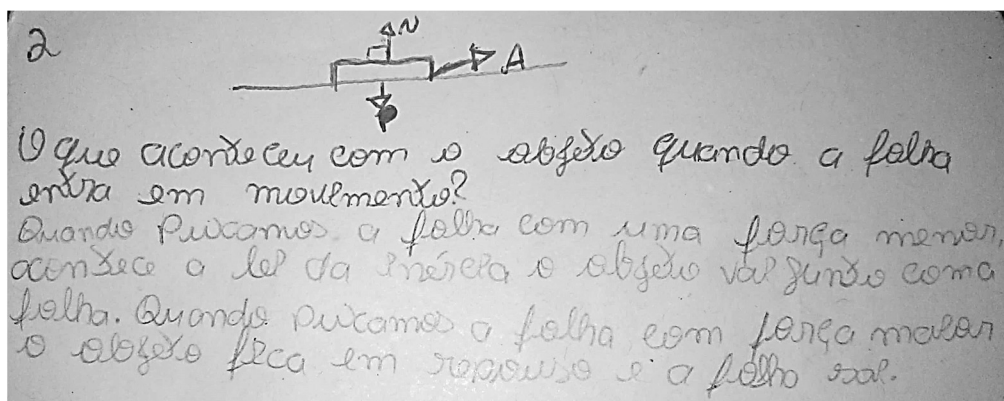 2
N
A
P
O que aconteceu com o objeto quando a folha
entra em movimento?
Quando Puxamos a folha com uma força menor,
acontece a lei da Inércia o objeto vai junto com a
folha. Quando puxamos a folha com força maior
o objeto fica em repouso e a folha sai.